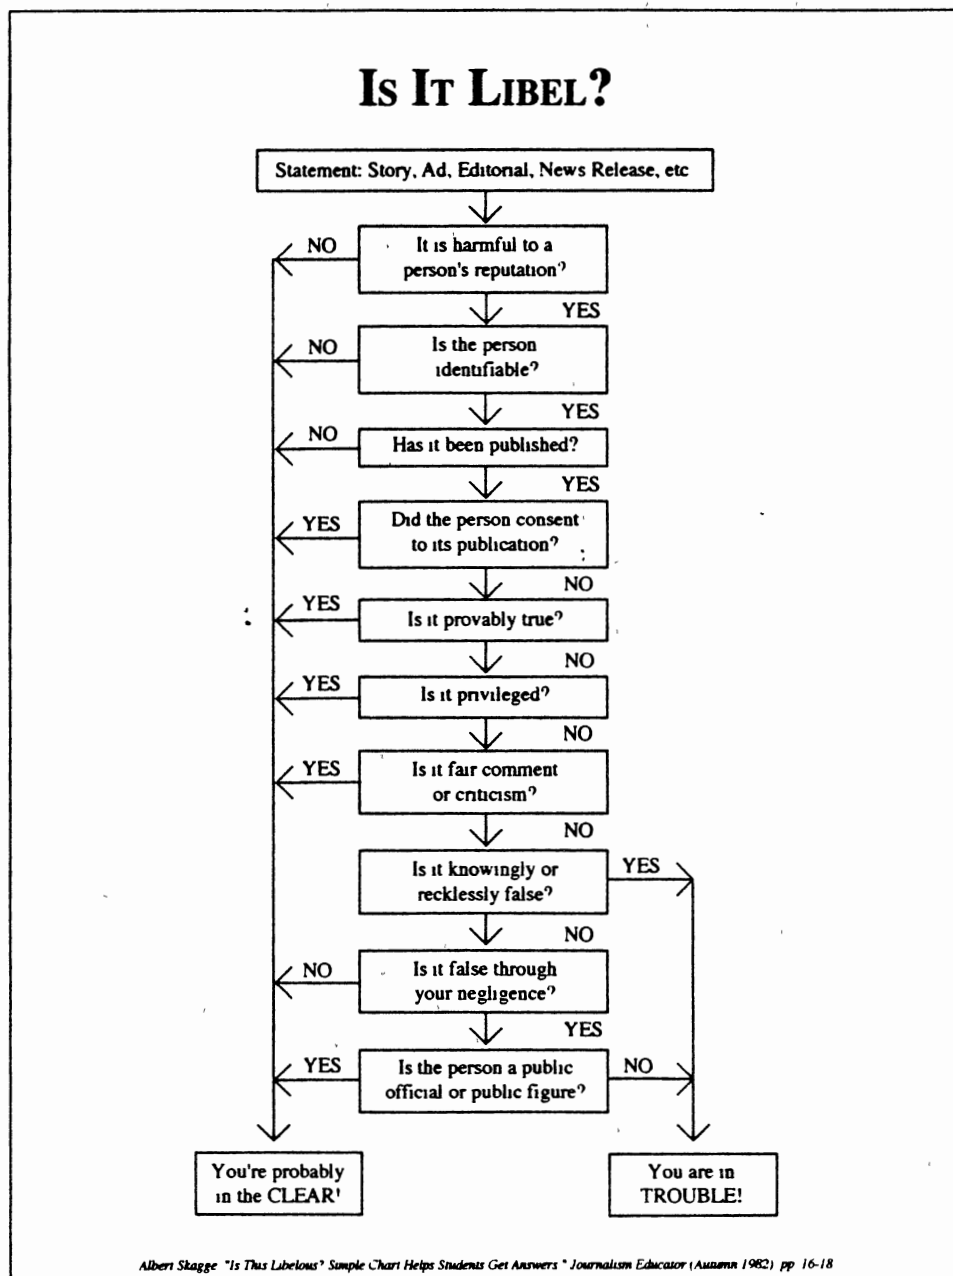 IS IT LIBEL?
Statement: Story, Ad, Editorial, News Release, etc
It is harmful to a
person's reputation?
NO
YES
Is the person
identifiable?
NO
YES
Has it been published?
NO
YES
Did the person consent
to its publication?
YES
NO
Is it provably true?
YES
NO
Is it privileged?
YES
NO
Is it fair comment
or criticism?
YES
NO
Is it knowingly or
recklessly false?
YES
NO
Is it false through
your negligence?
NO
YES
Is the person a public
official or public figure?
YES
NO
You're probably
in the CLEAR!
You are in
TROUBLE!
Albert Skagge "Is This Libelous? Simple Chart Helps Students Get Answers" Journalism Educator (Autumn 1982) pp 16-18